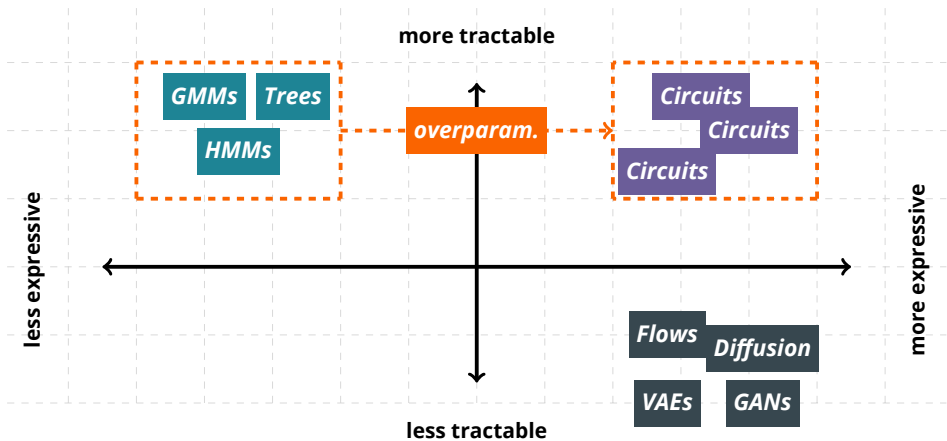 more tractable
GMMs
Trees
HMMs
overparam.
Circuits
Circuits
Circuits
less expressive
more expressive
Flows
Diffusion
VAEs
GANs
less tractable